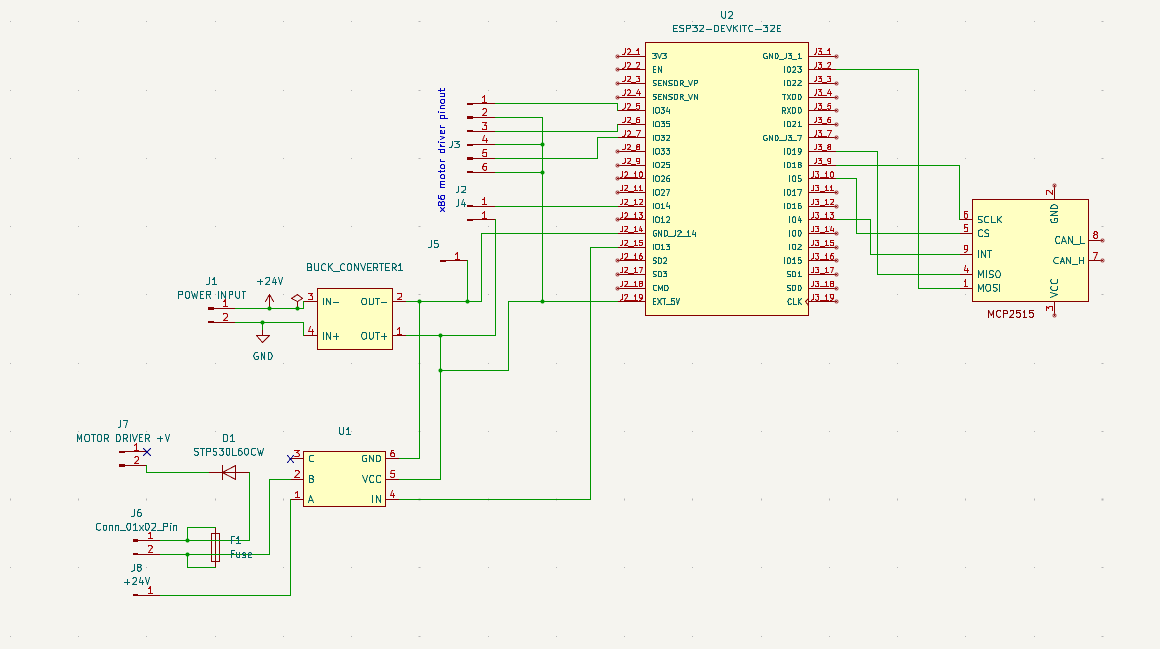 U2
ESP32-DEVKITC-32E
J2_1 3V3 GND_J3_1 J3_1
J2_2 EN IO23 J3_2
J2_3 SENSOR_VP IO22 J3_3
J2_4 SENSOR_VN TXD0 J3_4
J2_5 IO34 RXD0 J3_5
J2_6 IO35 IO21 J3_6
J2_7 IO32 GND_J3_7 J3_7
J2_8 IO33 IO19 J3_8
J2_9 IO25 IO18 J3_9
J2_10 IO26 IO5 J3_10
J2_11 IO27 IO17 J3_11
J2_12 IO14 IO16 J3_12
J2_13 IO12 IO4 J3_13
J2_14 GND_J2_14 IO0 J3_14
J2_15 IO13 IO2 J3_15
J2_16 SD2 IO15 J3_16
J2_17 SD3 SD1 J3_17
J2_18 CMD SD0 J3_18
J2_19 EXT_5V CLK J3_19
x86 motor driver pinout
J3
1
2
3
4
5
6
J2
1
J4
1
J5
1
2
GND
6 SCLK
5 CS
9 INT
4 MISO
1 MOSI
CAN_L 8
CAN_H 7
VCC
3
MCP2515
J1
POWER INPUT
1
2
+24V
GND
BUCK_CONVERTER1
3 IN- OUT- 2
4 IN+ OUT+ 1
J7
MOTOR DRIVER +V
1
2
D1
STPS30L60CW
U1
3 C GND 6
2 B VCC 5
1 A IN 4
J6
Conn_01x02_Pin
1
2
F1
Fuse
J8
+24V
1